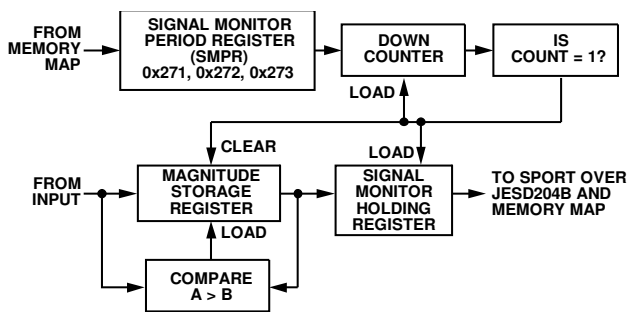 FROM
MEMORY
MAP
SIGNAL MONITOR
PERIOD REGISTER
(SMPR)
0x271, 0x272, 0x273
DOWN
COUNTER
IS
COUNT = 1?
LOAD
CLEAR
LOAD
FROM
INPUT
MAGNITUDE
STORAGE
REGISTER
SIGNAL
MONITOR
HOLDING
REGISTER
TO SPORT OVER
JESD204B AND
MEMORY MAP
LOAD
COMPARE
A > B